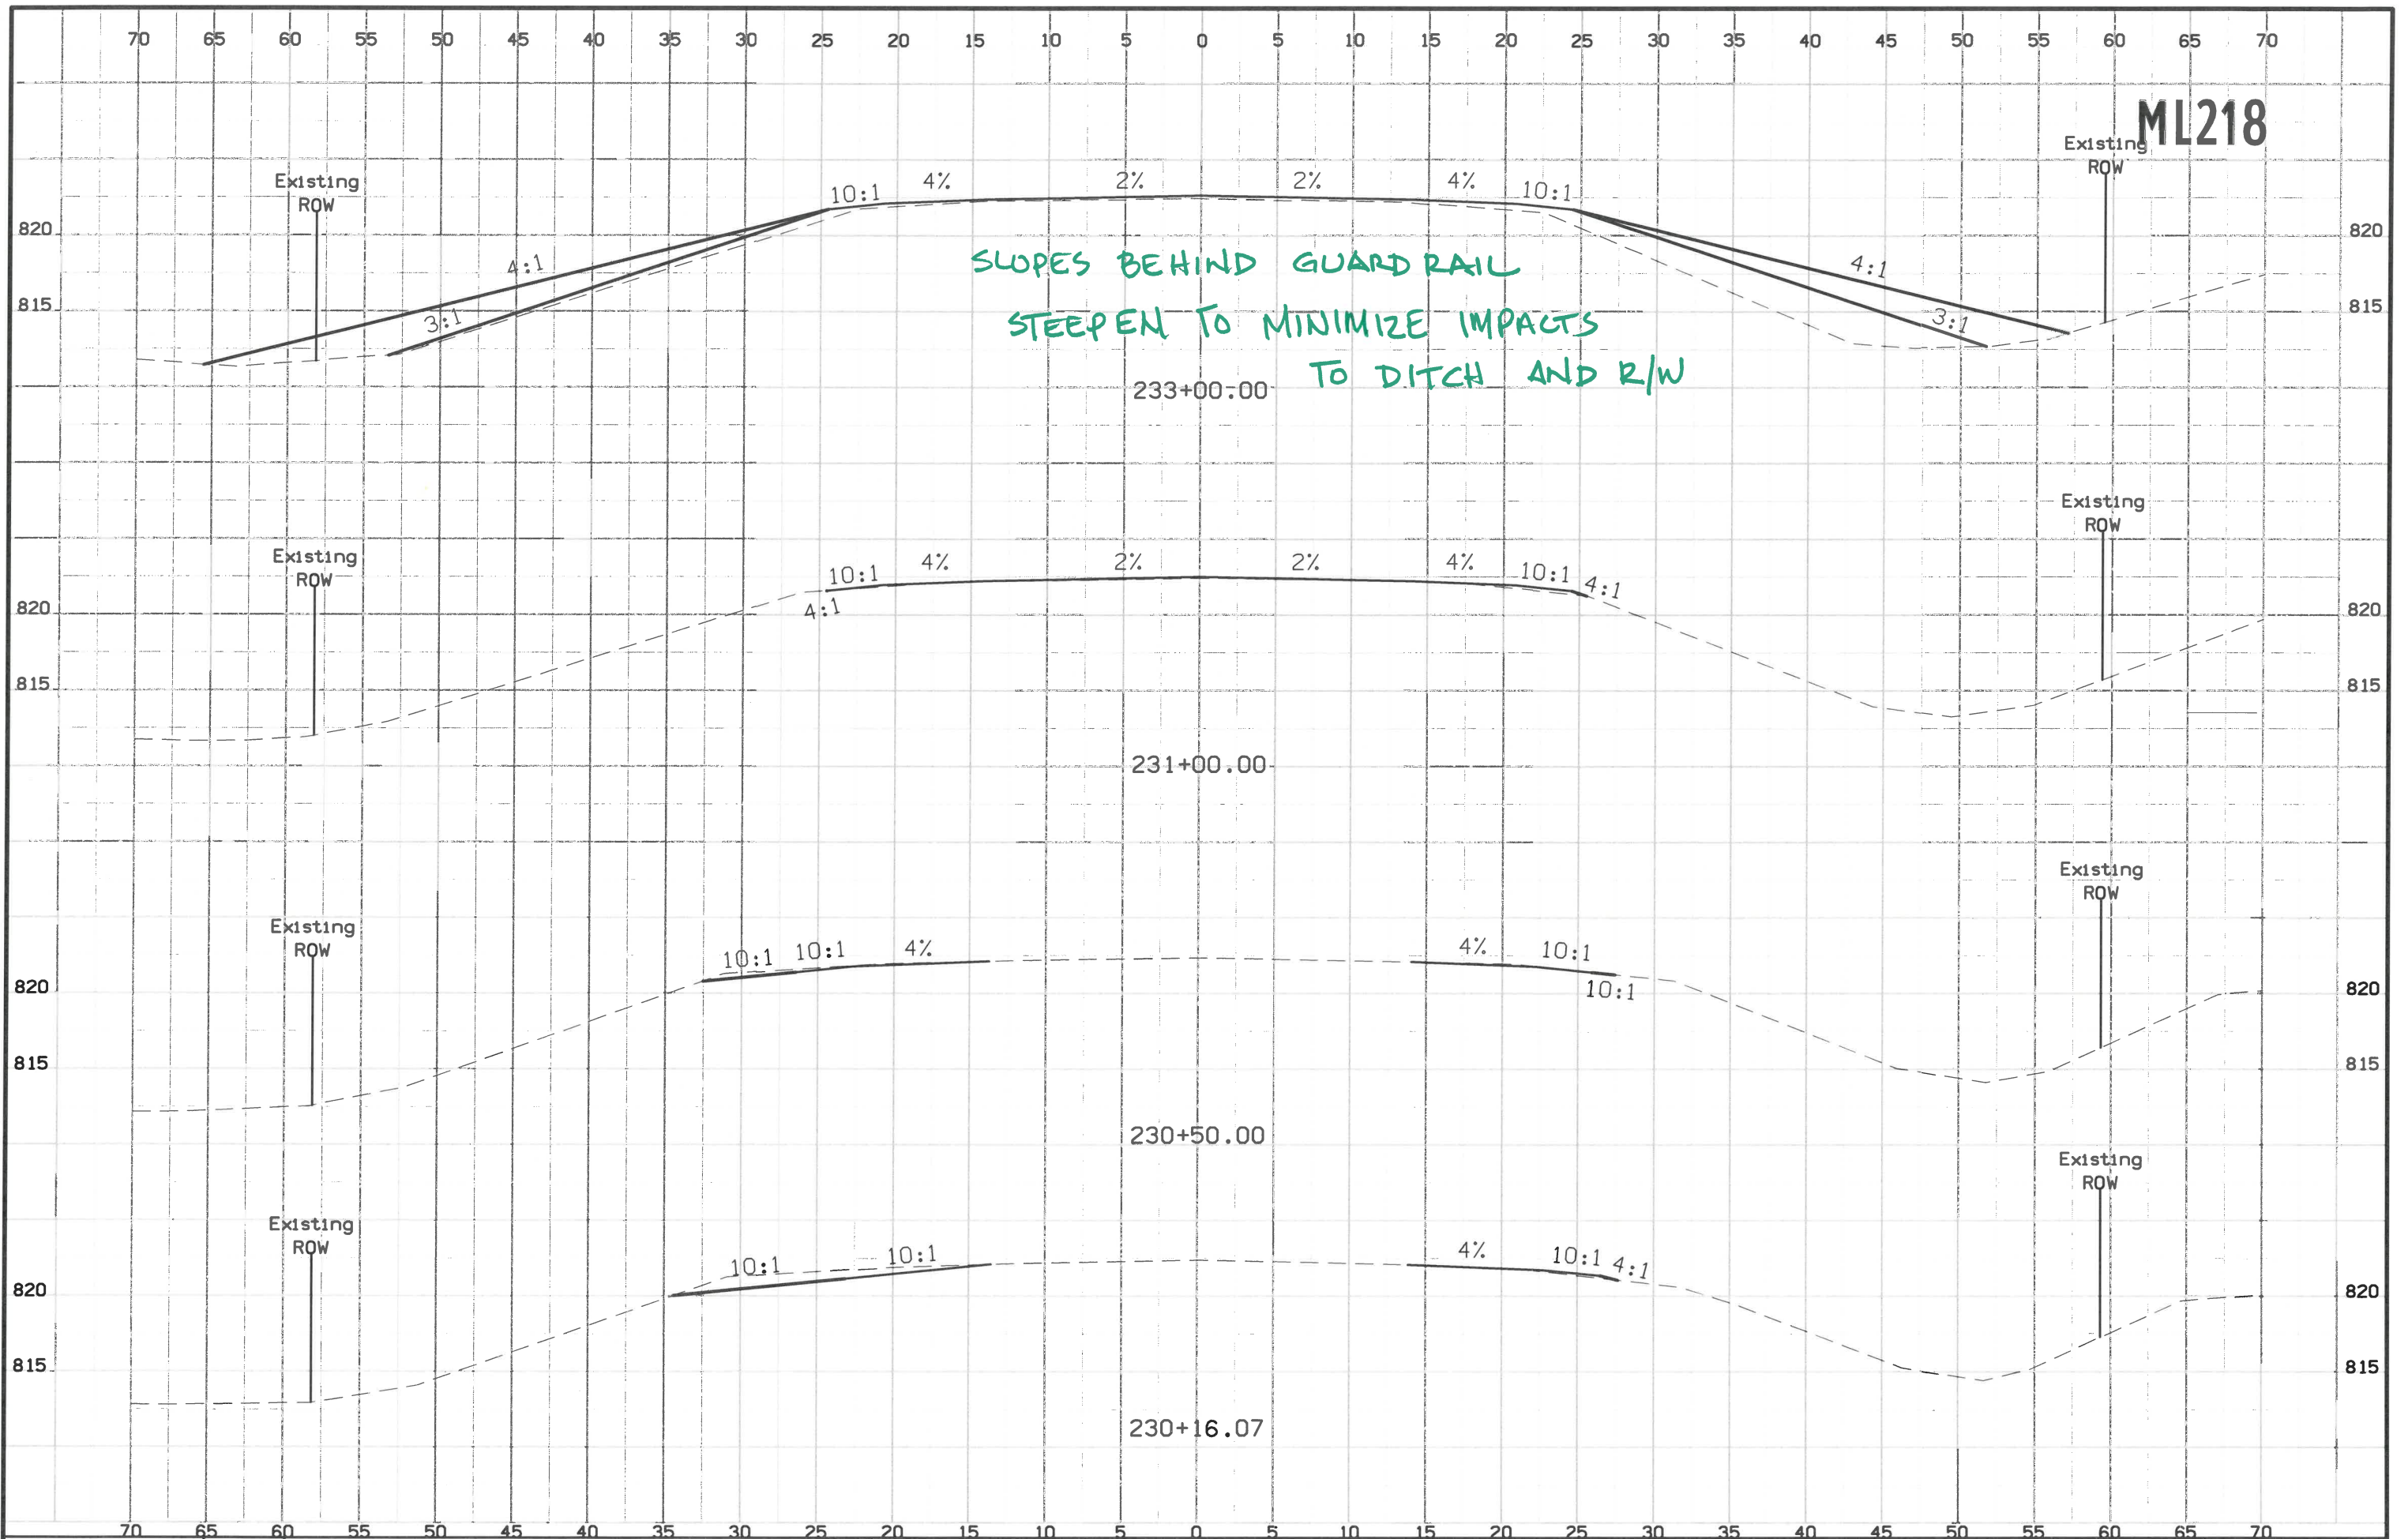 70 65 60 55 50 45 40 35 30 25 20 15 10 5 0 5 10 15 20 25 30 35 40 45 50 55 60 65 70
ML218
Existing
ROW
Existing
ROW
10:1 4% 2% 2% 4% 10:1
820 820
SLOPES BEHIND GUARDRAIL
4:1 4:1
815 815
STEEPEN TO MINIMIZE IMPACTS
3:1 3:1
TO DITCH AND R/W
233+00.00
Existing
ROW
Existing
ROW
10:1 4% 2% 2% 4% 10:1 4:1
4:1
820 820
815 815
231+00.00
Existing
ROW
Existing
ROW
10:1 10:1 4% 4% 10:1
820 10:1 820
815 815
230+50.00
Existing
ROW
Existing
ROW
10:1 10:1 4% 10:1 4:1
820 820
815 815
230+16.07
70 65 60 55 50 45 40 35 30 25 20 15 10 5 0 5 10 15 20 25 30 35 40 45 50 55 60 65 70